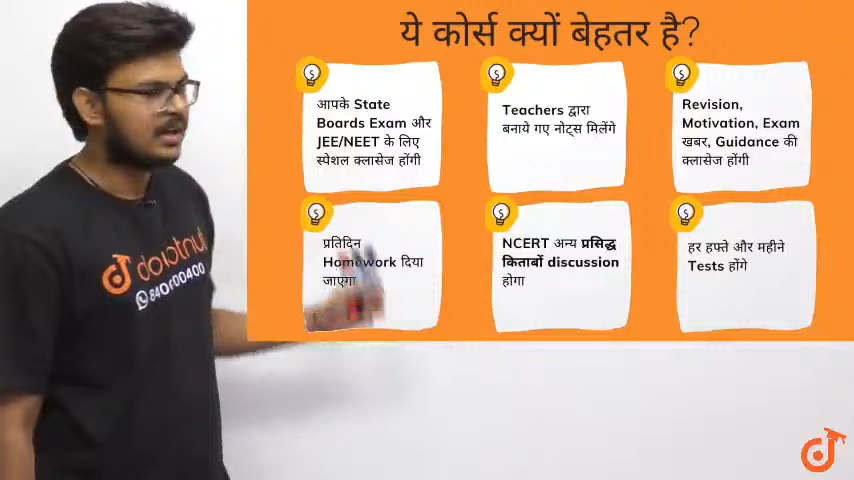 ये कोर्स क्यों बेहतर है?
आपके State
Boards Exam और
JEE/NEET के लिए
स्पेशल क्लासेज होंगी
Teachers द्वारा
बनाये गए नोट्स मिलेंगे
Revision,
Motivation, Exam
खबर, Guidance की
क्लासेज होंगी
प्रतिदिन
Homework दिया
जाएगा
NCERT अन्य प्रसिद्ध
किताबों discussion
होगा
हर हफ्ते और महीने
Tests होंगे
doubtnut